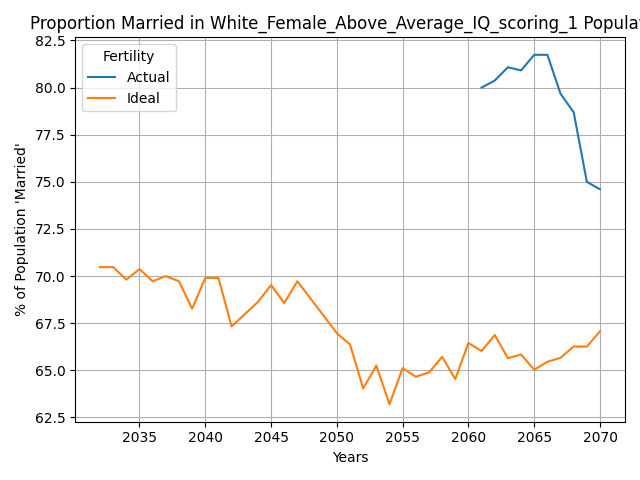 Proportion Married in White_Female_Above_Average_IQ_scoring_1 Populat
Fertility
Actual
Ideal
% of Population 'Married'
82.5
80.0
77.5
75.0
72.5
70.0
67.5
65.0
62.5
2035 2040 2045 2050 2055 2060 2065 2070
Years